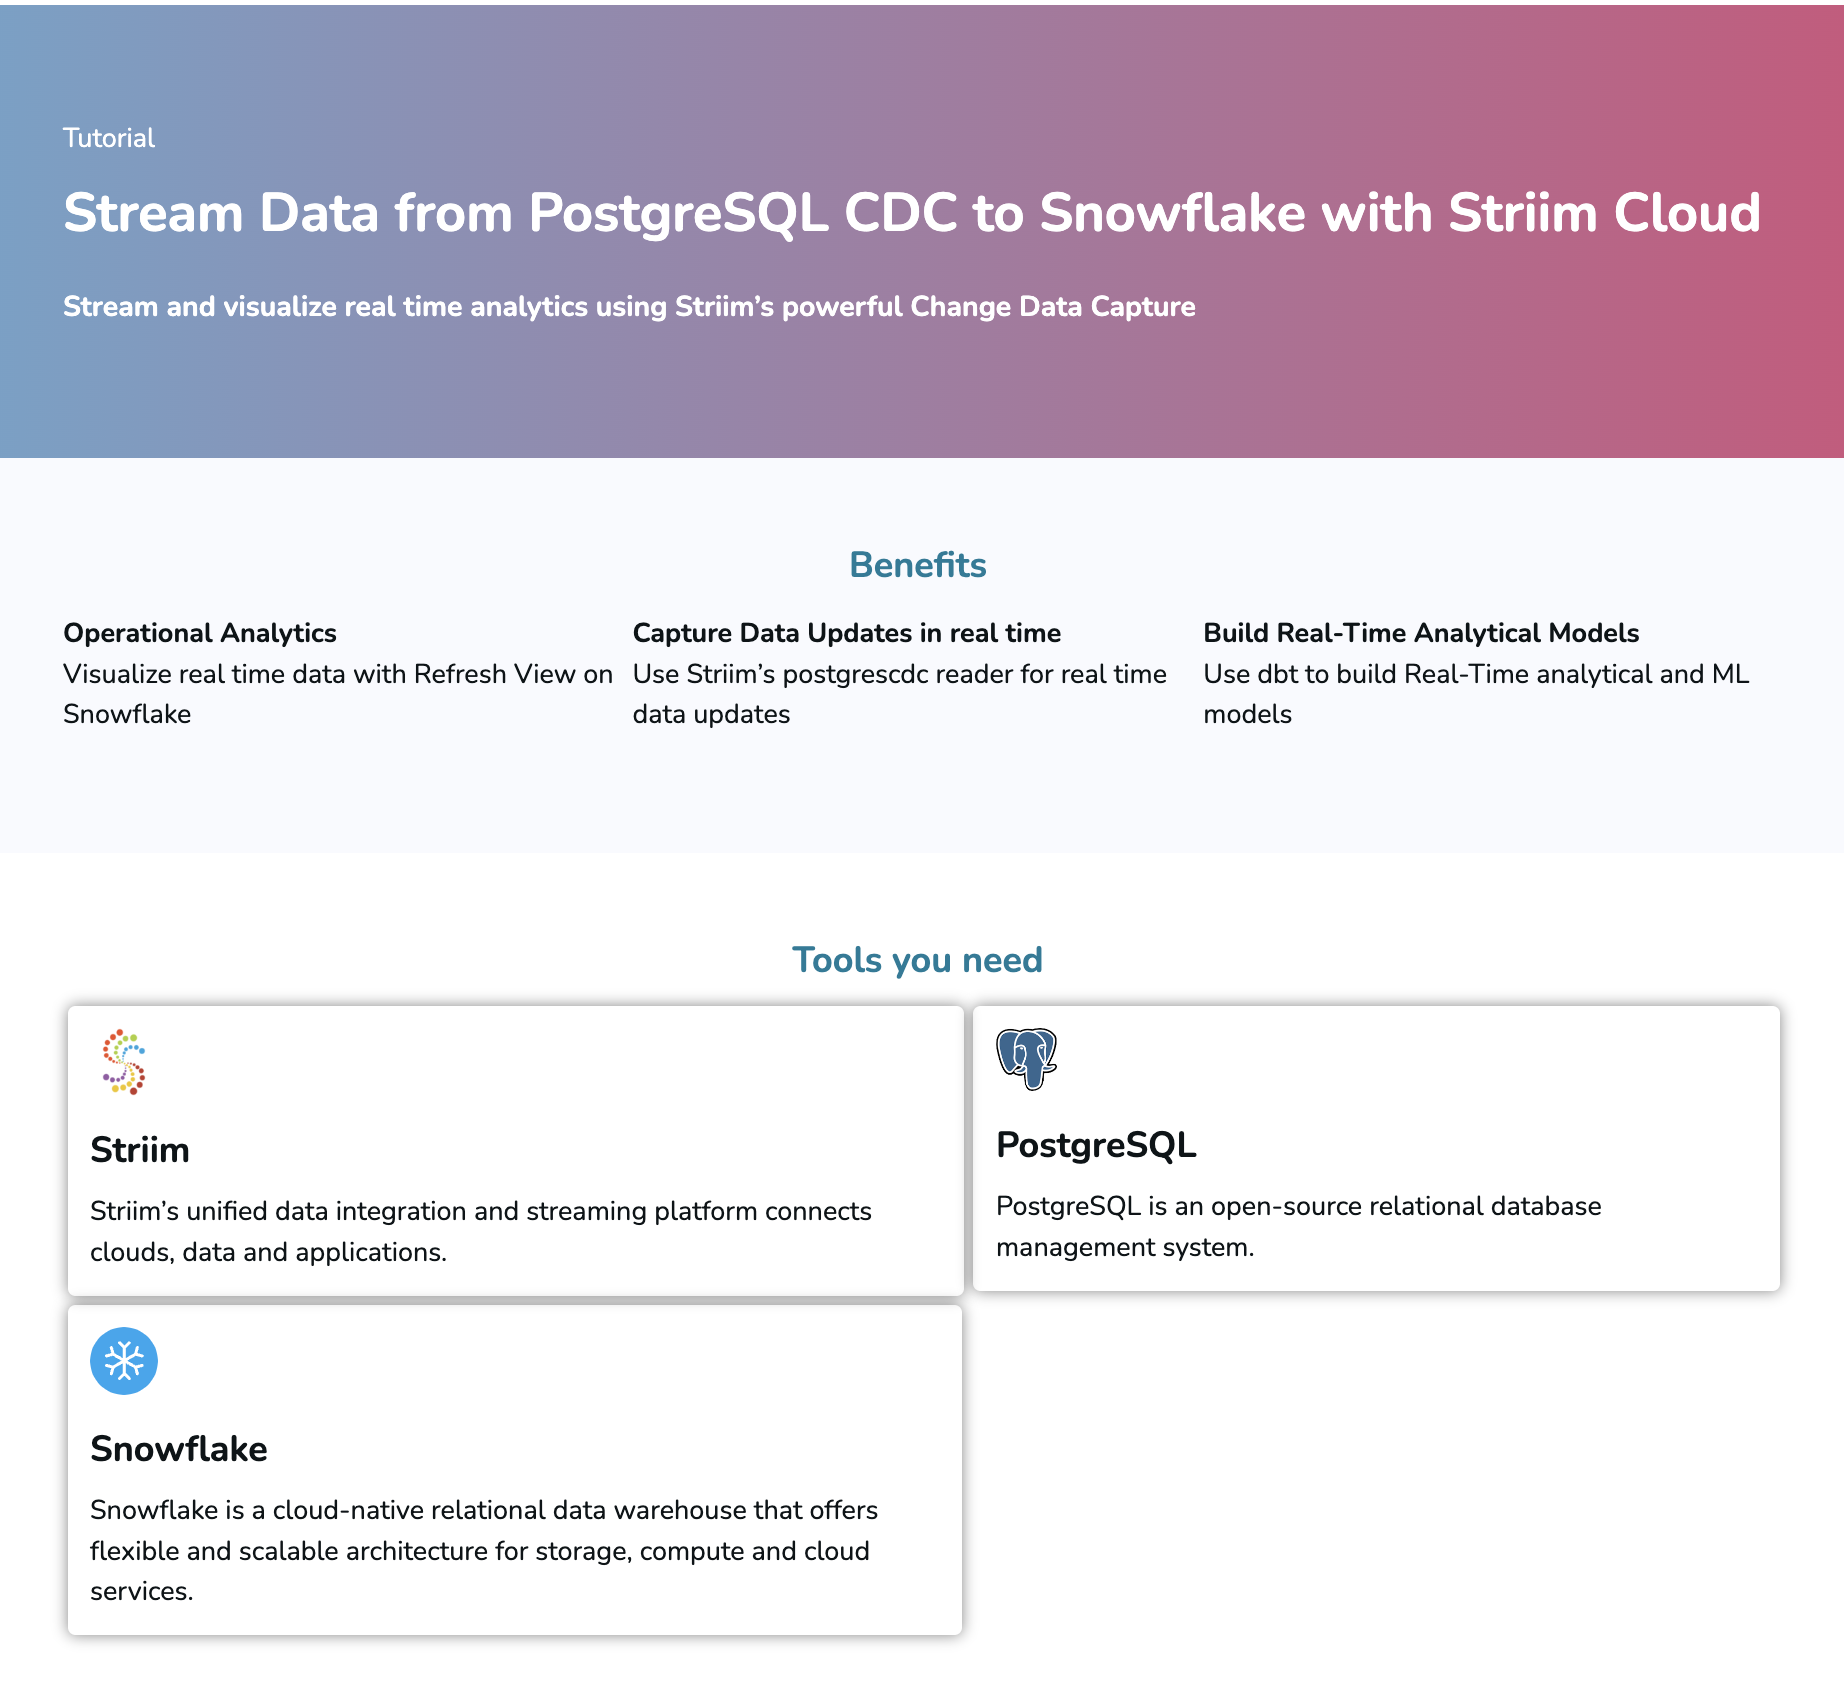 Tutorial
Stream Data from PostgreSQL CDC to Snowflake with Striim Cloud
Stream and visualize real time analytics using Striim’s powerful Change Data Capture
Benefits
Operational Analytics
Visualize real time data with Refresh View on
Snowflake
Capture Data Updates in real time
Use Striim’s postgrescdc reader for real time
data updates
Build Real-Time Analytical Models
Use dbt to build Real-Time analytical and ML
models
Tools you need
Striim
Striim’s unified data integration and streaming platform connects
clouds, data and applications.
PostgreSQL
PostgreSQL is an open-source relational database
management system.
Snowflake
Snowflake is a cloud-native relational data warehouse that offers
flexible and scalable architecture for storage, compute and cloud
services.